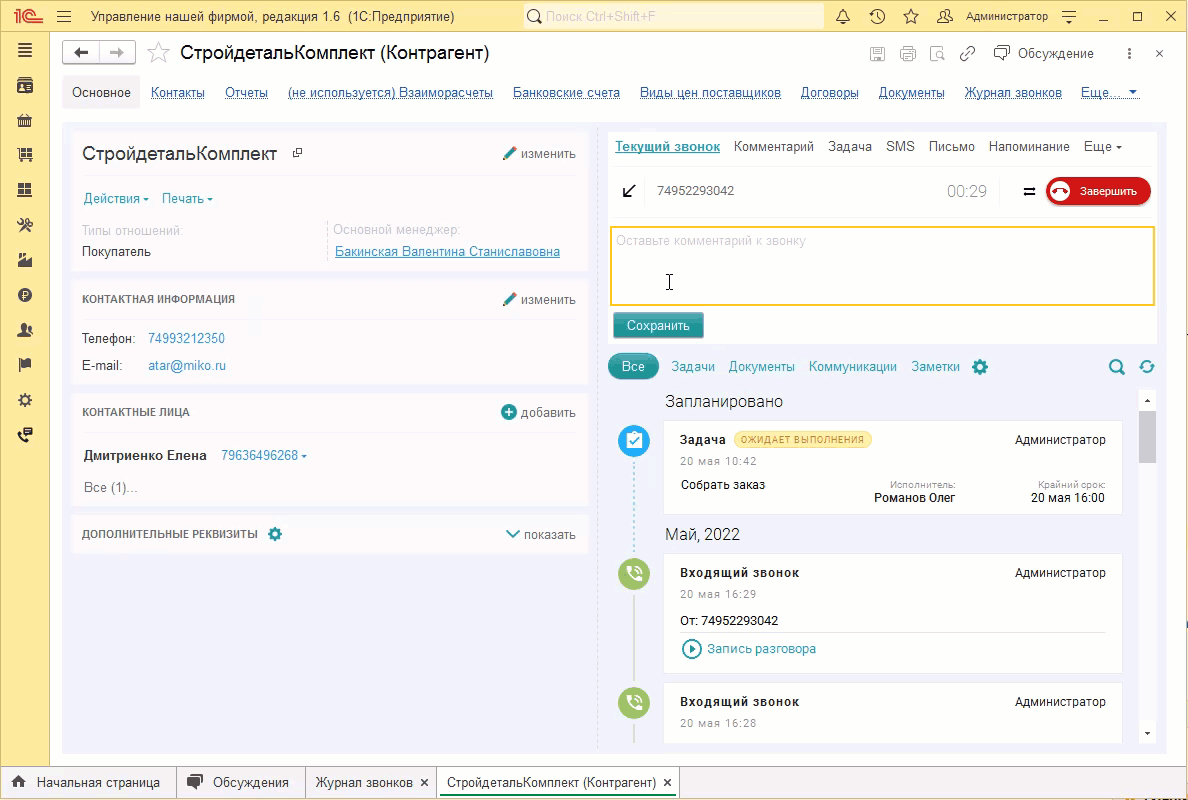 1С Управление нашей фирмой, редакция 1.6 (1С:Предприятие) Поиск Ctrl+Shift+F Администратор
СтройдетальКомплект (Контрагент) Обсуждение
Основное Контакты Отчеты (не используется) Взаиморасчеты Банковские счета Виды цен поставщиков Договоры Документы Журнал звонков Еще...
СтройдетальКомплект изменить
Действия Печать
Типы отношений: Основной менеджер:
Покупатель Бакинская Валентина Станиславовна
КОНТАКТНАЯ ИНФОРМАЦИЯ изменить
Телефон: 74993212350
E-mail: atar@miko.ru
КОНТАКТНЫЕ ЛИЦА добавить
Дмитриенко Елена 79636496268
Все (1)...
ДОПОЛНИТЕЛЬНЫЕ РЕКВИЗИТЫ показать
Текущий звонок Комментарий Задача SMS Письмо Напоминание Еще
74952293042 00:29 Завершить
Оставьте комментарий к звонку
Сохранить
Все Задачи Документы Коммуникации Заметки
Запланировано
Задача ОЖИДАЕТ ВЫПОЛНЕНИЯ Администратор
20 мая 10:42
Собрать заказ Исполнитель: Крайний срок:
Романов Олег 20 мая 16:00
Май, 2022
Входящий звонок Администратор
20 мая 16:29
От: 74952293042
Запись разговора
Входящий звонок Администратор
20 мая 16:28
Начальная страница Обсуждения Журнал звонков СтройдетальКомплект (Контрагент)